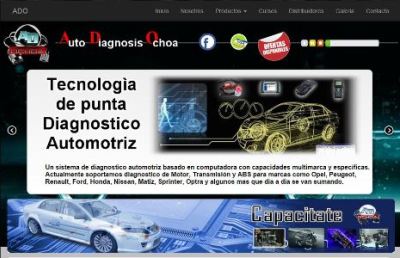 ADO
Inicio Nosotros Productos Cursos Distribuidores Galeria Contacto
Auto Diagnosis Ochoa
OFERTAS
DISPONIBLES
Tecnologìa
de punta
Diagnostico
Automotriz
Un sistema de diagnostico automotriz basado en computadora con capacidades multimarca y especificas.
Actualmente soportamos diagnostico de Motor, Transmisión y ABS para marcas como Opel, Peugeot,
Renault, Ford, Honda, Nissan, Matiz, Sprinter, Optra y algunos mas que dia a dia se van sumando.
Capacitate